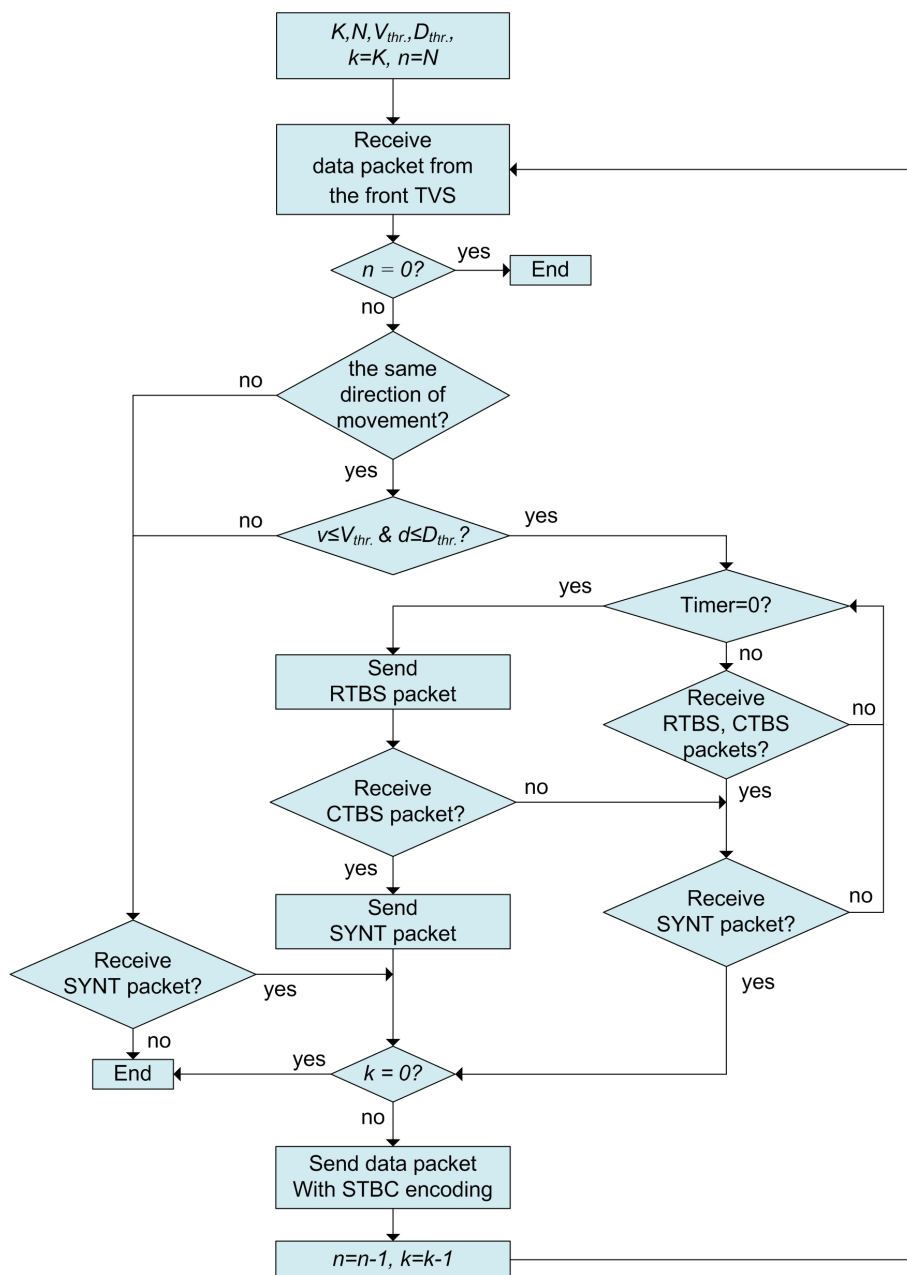 K,N,Vthr.,Dthr.,
k=K, n=N
Receive
data packet from
the front TVS
n = 0?
yes
End
no
the same
direction of
movement?
no
yes
v≤Vthr. & d≤Dthr.?
no
yes
Timer=0?
yes
no
Send
RTBS packet
Receive
RTBS, CTBS
packets?
no
yes
Receive
CTBS packet?
no
yes
Send
SYNT packet
Receive
SYNT packet?
no
yes
Receive
SYNT packet?
yes
no
End
k = 0?
yes
no
Send data packet
With STBC encoding
n=n-1, k=k-1